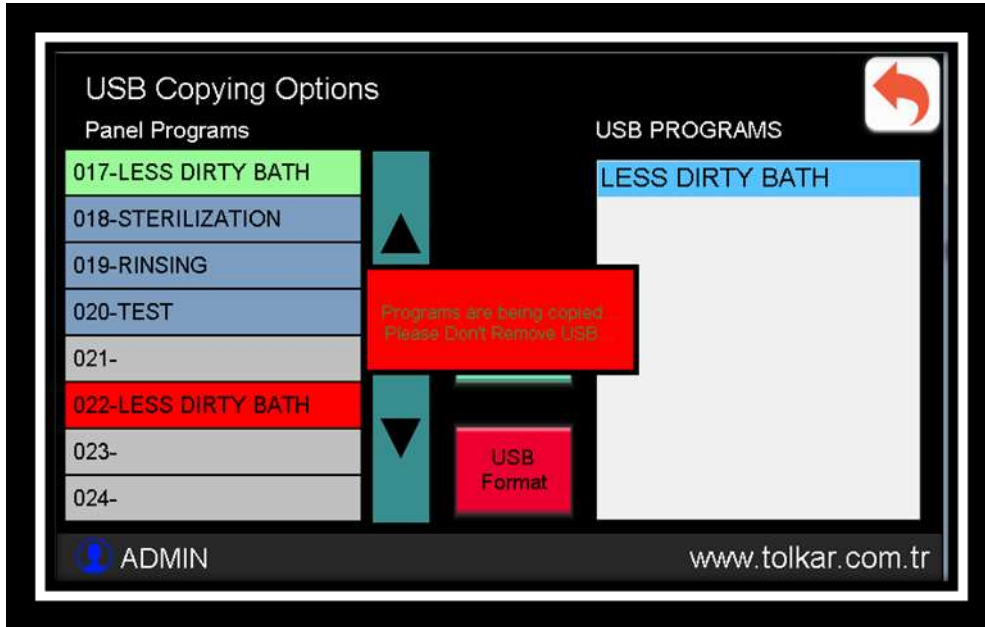 USB Copying Options
Panel Programs
USB PROGRAMS
017-LESS DIRTY BATH
018-STERILIZATION
019-RINSING
020-TEST
021-
022-LESS DIRTY BATH
023-
024-
LESS DIRTY BATH
Programs are being copied...
Please Don't Remove USB...
USB
Format
ADMIN
www.tolkar.com.tr